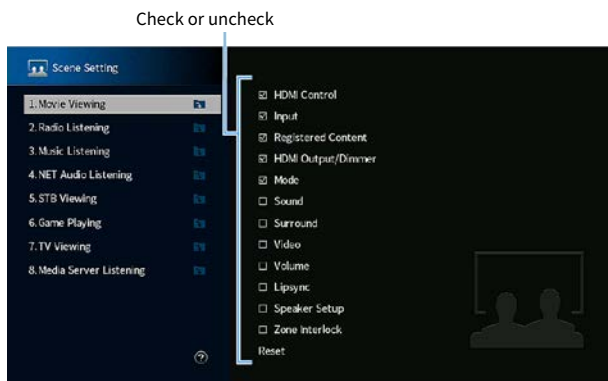 Check or uncheck
Scene Setting
1.Movie Viewing
2.Radio Listening
3.Music Listening
4.NET Audio Listening
5.STB Viewing
6.Game Playing
7.TV Viewing
8.Media Server Listening
?
HDMI Control
Input
Registered Content
HDMI Output/Dimmer
Mode
Sound
Surround
Video
Volume
Lipsync
Speaker Setup
Zone Interlock
Reset